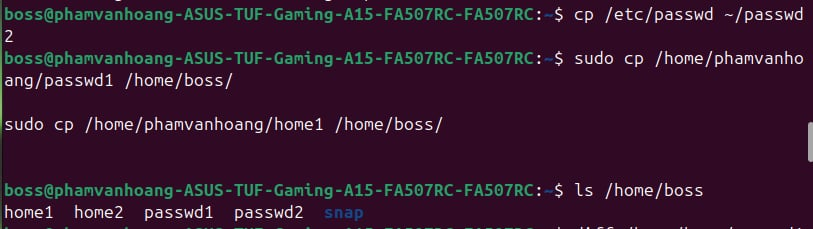 boss@phamvanhoang-ASUS-TUF-Gaming-A15-FA507RC-FA507RC:~$ cp /etc/passwd ~/passwd
2
boss@phamvanhoang-ASUS-TUF-Gaming-A15-FA507RC-FA507RC:~$ sudo cp /home/phamvanho
ang/passwd1 /home/boss/
sudo cp /home/phamvanhoang/home1 /home/boss/
boss@phamvanhoang-ASUS-TUF-Gaming-A15-FA507RC-FA507RC:~$ ls /home/boss
home1  home2  passwd1  passwd2  snap